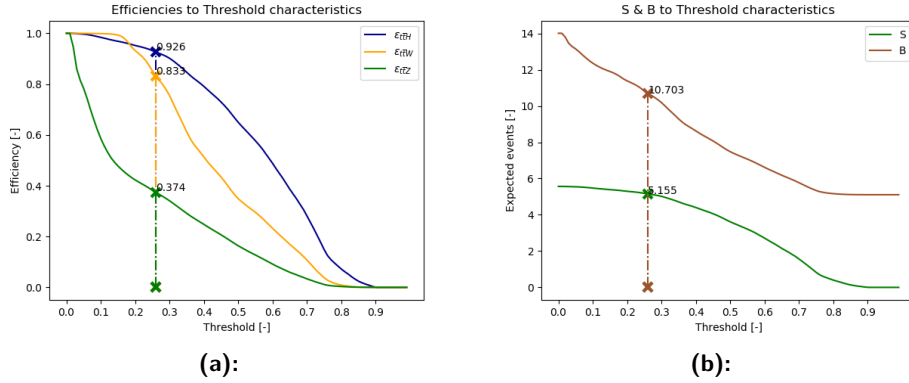 Efficiencies to Threshold characteristics
1.0
0.8
0.6
0.4
0.2
0.0
Efficiency [-]
0.926
0.833
0.374
εtt̄H
εtt̄W
εtt̄Z
0.0 0.1 0.2 0.3 0.4 0.5 0.6 0.7 0.8 0.9
Threshold [-]
(a):
S & B to Threshold characteristics
14
12
10
8
6
4
2
0
Expected events [-]
10.703
5.155
S
B
0.0 0.1 0.2 0.3 0.4 0.5 0.6 0.7 0.8 0.9
Threshold [-]
(b):